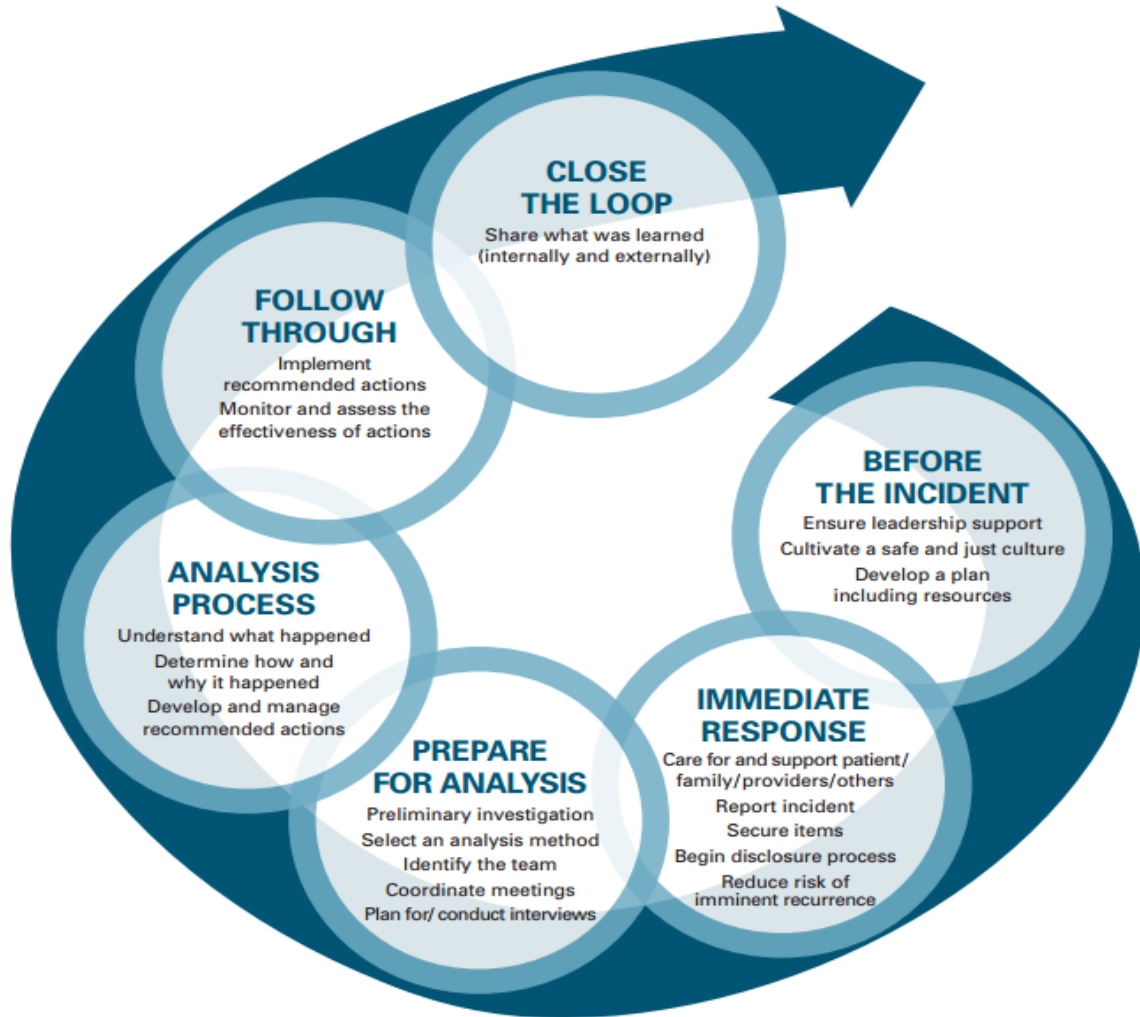 CLOSE
THE LOOP
Share what was learned
(internally and externally)
FOLLOW
THROUGH
Implement
recommended actions
Monitor and assess the
effectiveness of actions
BEFORE
THE INCIDENT
Ensure leadership support
Cultivate a safe and just culture
Develop a plan
including resources
ANALYSIS
PROCESS
Understand what happened
Determine how and
why it happened
Develop and manage
recommended actions
IMMEDIATE
RESPONSE
Care for and support patient/
family/providers/others
Report incident
Secure items
Begin disclosure process
Reduce risk of
imminent recurrence
PREPARE
FOR ANALYSIS
Preliminary investigation
Select an analysis method
Identify the team
Coordinate meetings
Plan for/ conduct interviews